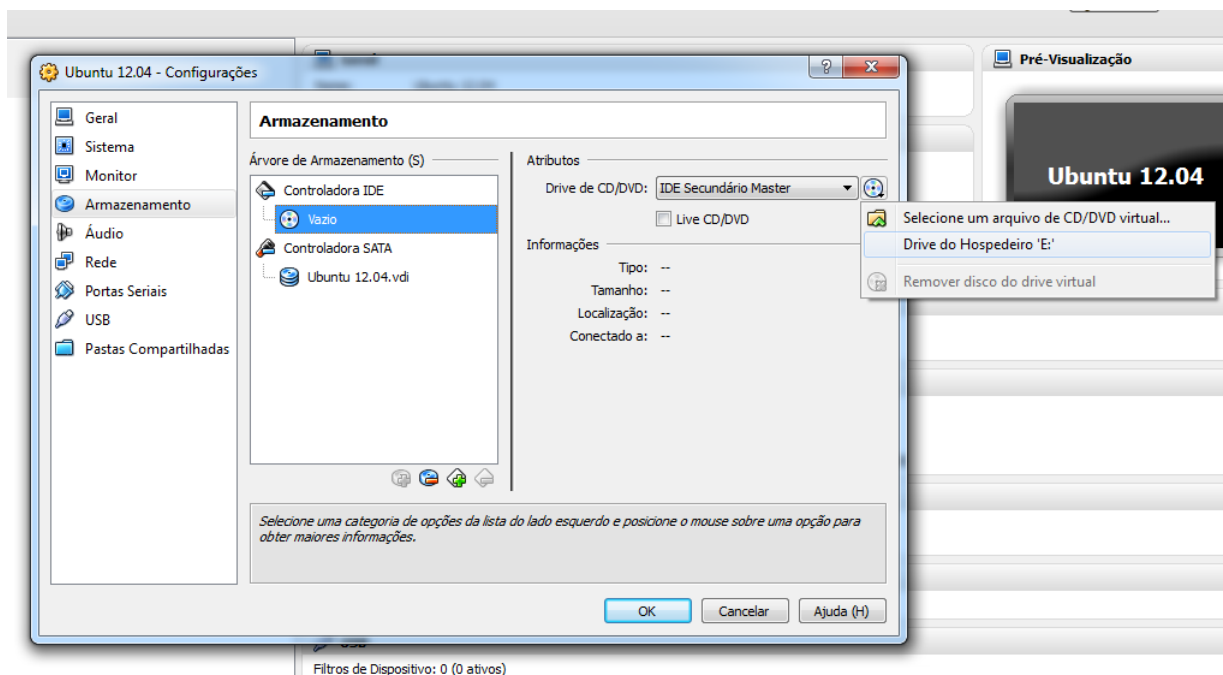 Pré-Visualização
Ubuntu 12.04 - Configurações
Ubuntu 12.04
Geral
Sistema
Monitor
Armazenamento
Áudio
Rede
Portas Seriais
USB
Pastas Compartilhadas
Armazenamento
Árvore de Armazenamento (S)
Controladora IDE
Vazio
Controladora SATA
Ubuntu 12.04.vdi
Atributos
Drive de CD/DVD: IDE Secundário Master
Live CD/DVD
Informações
Tipo: --
Tamanho: --
Localização: --
Conectado a: --
Selecione um arquivo de CD/DVD virtual...
Drive do Hospedeiro 'E:'
Remover disco do drive virtual
Selecione uma categoria de opções da lista do lado esquerdo e posicione o mouse sobre uma opção para
obter maiores informações.
OK
Cancelar
Ajuda (H)
Filtros de Dispositivo: 0 (0 ativos)